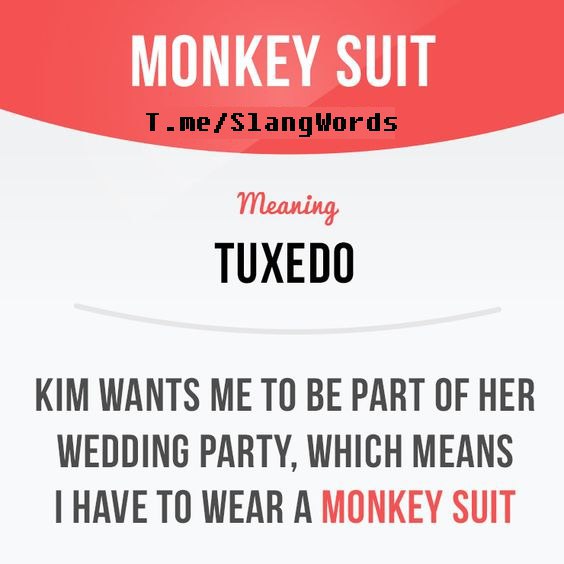 MONKEY SUIT
T.me/SlangWords
Meaning
TUXEDO
KIM WANTS ME TO BE PART OF HER
WEDDING PARTY, WHICH MEANS
I HAVE TO WEAR A MONKEY SUIT